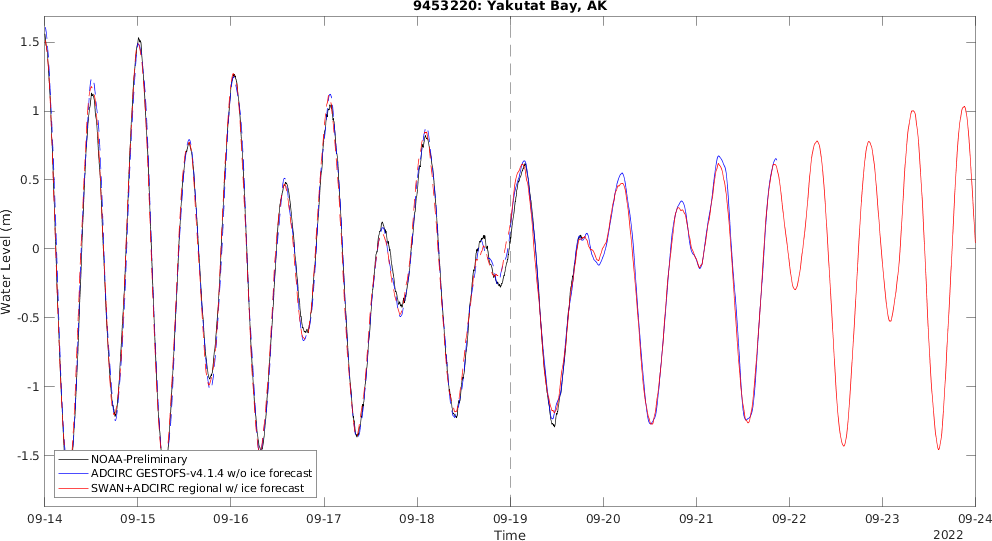 9453220: Yakutat Bay, AK
Water Level (m)
1.5
1
0.5
0
-0.5
-1
-1.5
NOAA-Preliminary
ADCIRC GESTOFS-v4.1.4 w/o ice forecast
SWAN+ADCIRC regional w/ ice forecast
09-14 09-15 09-16 09-17 09-18 09-19 09-20 09-21 09-22 09-23 09-24
Time
2022